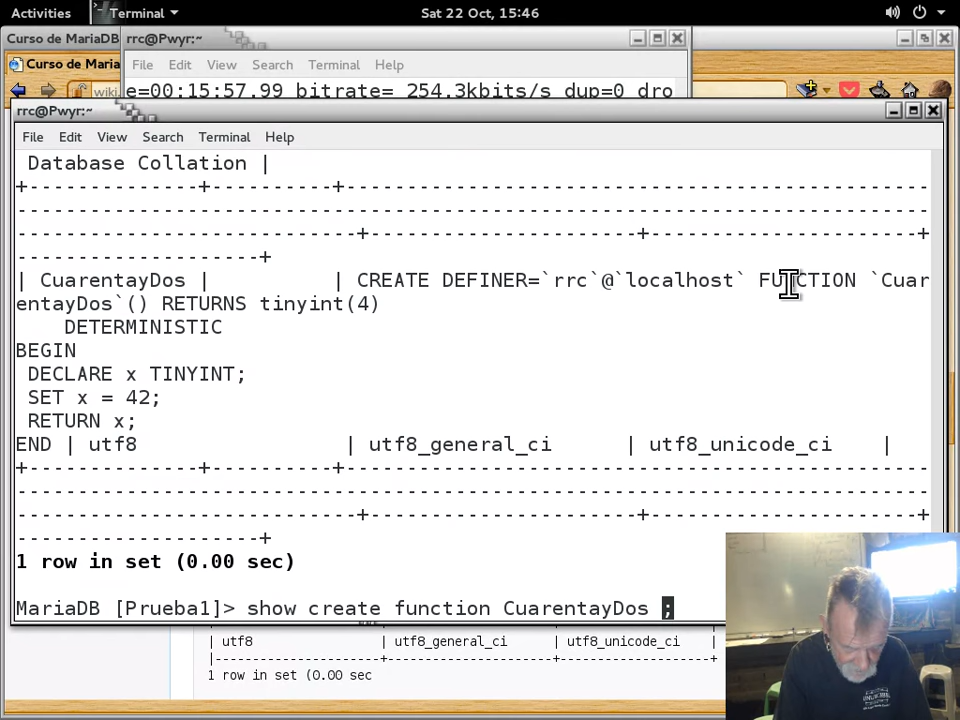 Activities Terminal Sat 22 Oct, 15:46
Curso de MariaDB rrc@Pwyr:~
Curso de Maria File Edit View Search Terminal Help
wiki e=00:15:57.99 bitrate= 254.3kbits/s dup=0 dro
rrc@Pwyr:~
File Edit View Search Terminal Help
Database Collation |
+---------------+----------+------------------------------------------------
---------------------------------------------------------------------------
----------------------------+----------------------+----------------------+
--------------------+
| CuarentayDos |          | CREATE DEFINER=`rrc`@`localhost` FUNCTION `Cuar
entayDos`() RETURNS tinyint(4)
    DETERMINISTIC
BEGIN
 DECLARE x TINYINT;
 SET x = 42;
 RETURN x;
END | utf8                 | utf8_general_ci      | utf8_unicode_ci    |
+---------------+----------+------------------------------------------------
---------------------------------------------------------------------------
----------------------------+----------------------+----------------------+
--------------------+
1 row in set (0.00 sec)
MariaDB [Prueba1]> show create function CuarentayDos ;
| utf8                 | utf8_general_ci      | utf8_unicode_ci    |
|----------------------+----------------------+--------------------+
1 row in set (0.00 sec